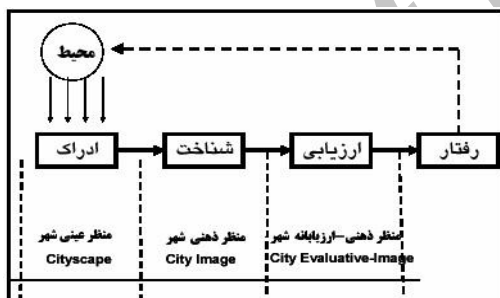 محیط
ادراک
شناخت
ارزیابی
رفتار
منظر عینی شهر
Cityscape
منظر ذهنی شهر
City Image
منظر ذهنی-ارزیابانه شهر
City Evaluative-Image